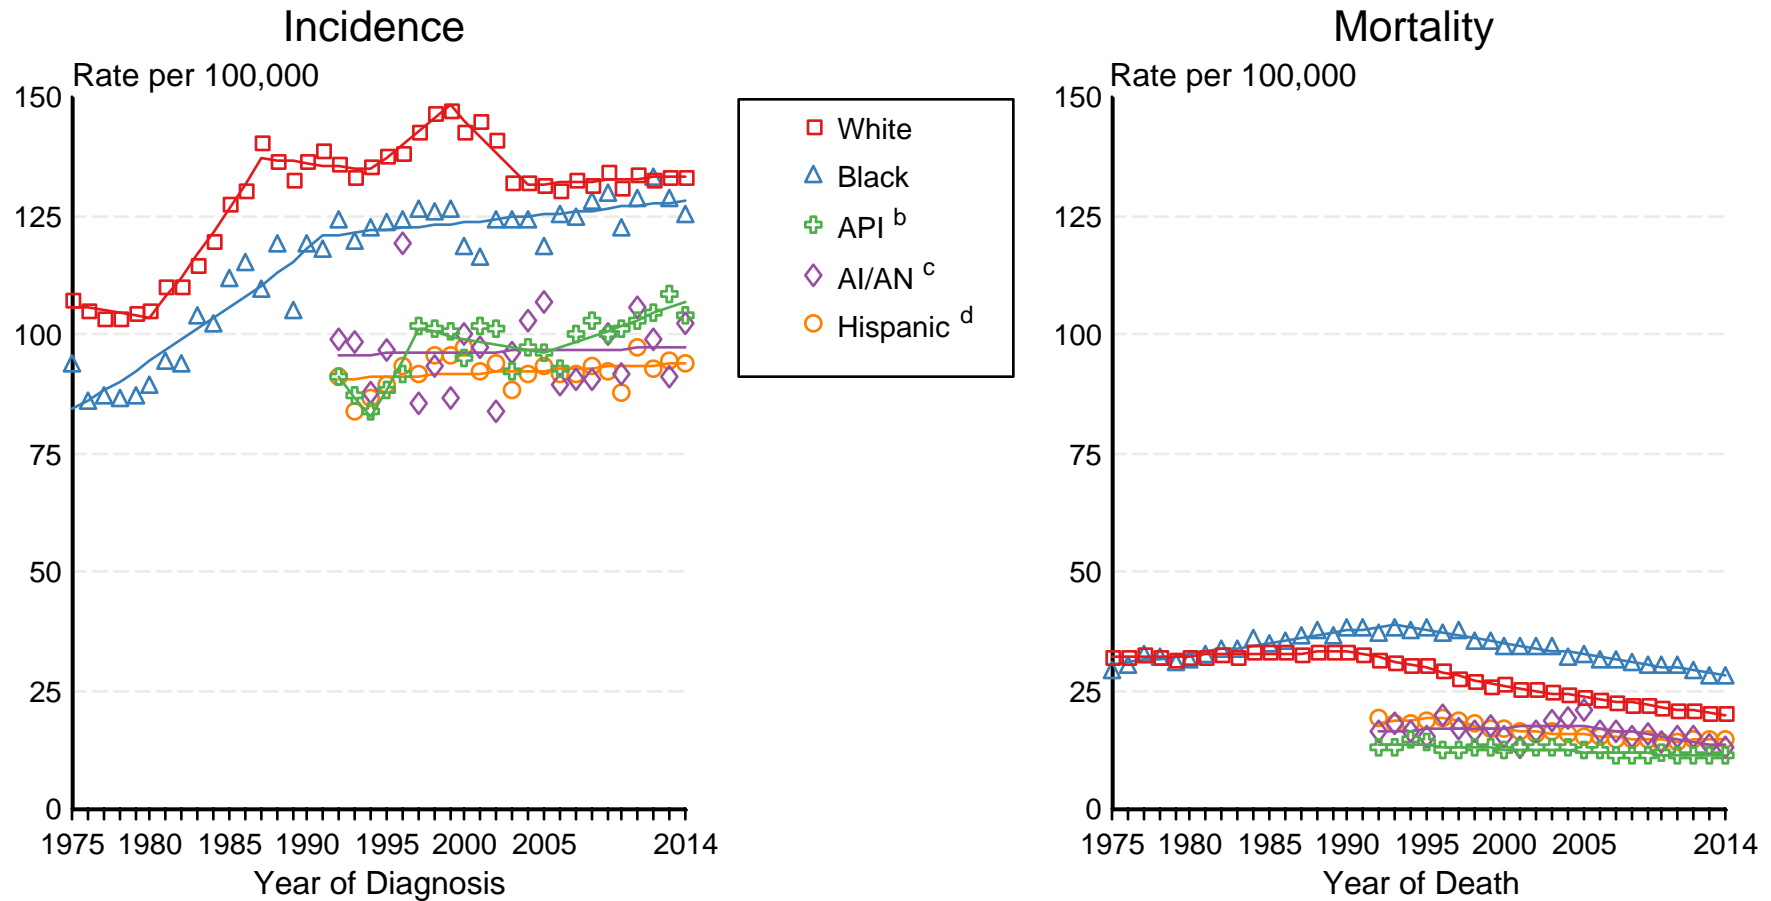 Incidence
Mortality
Rate per 100,000
Rate per 100,000
150
125
100
75
50
25
0
1975 1980 1985 1990 1995 2000 2005 2014
Year of Diagnosis
White
Black
API b
AI/AN c
Hispanic d
150
125
100
75
50
25
0
1975 1980 1985 1990 1995 2000 2005 2014
Year of Death